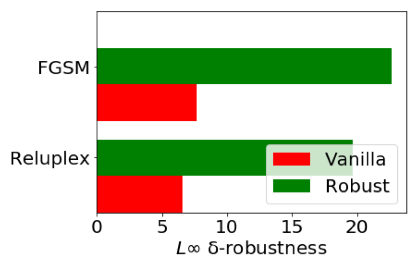 FGSM
Reluplex
Vanilla
Robust
0 5 10 15 20
L∞ δ-robustness